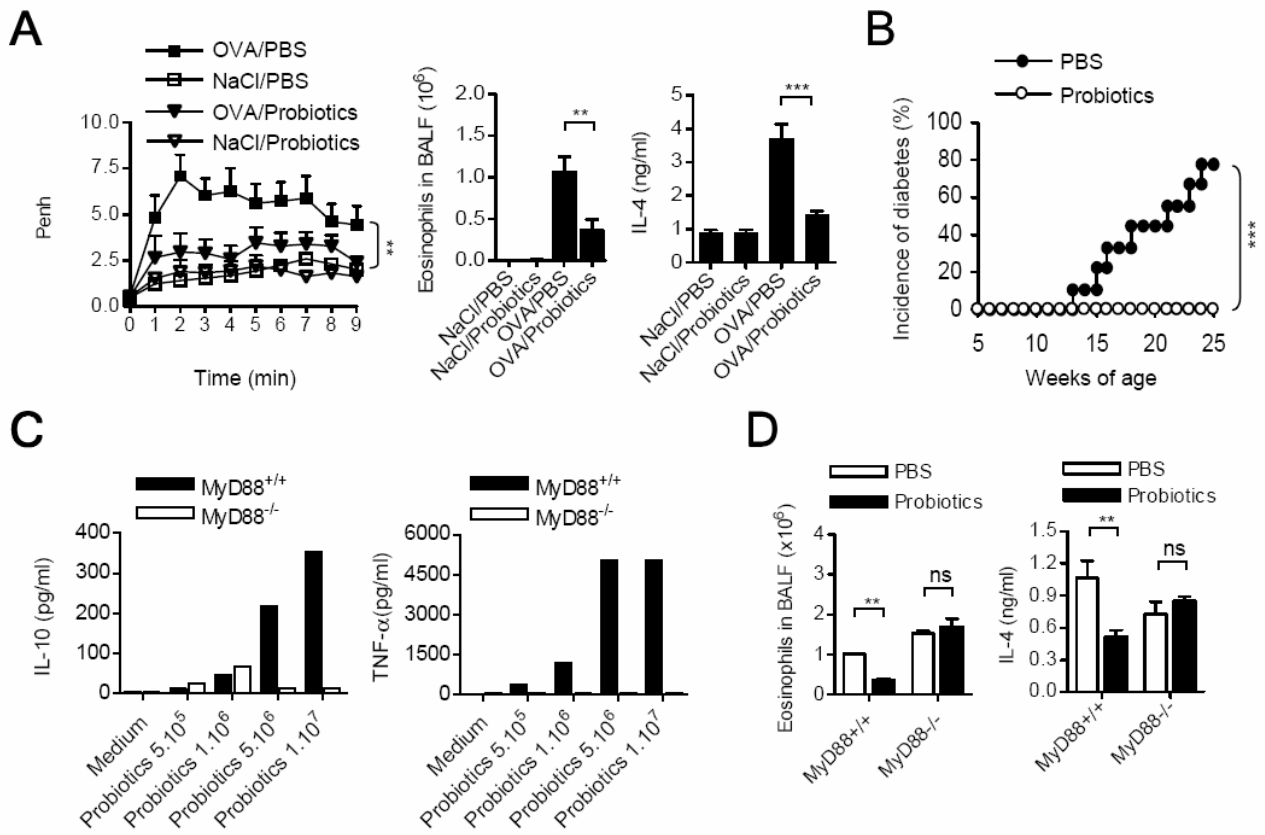 A
OVA/PBS
NaCl/PBS
OVA/Probiotics
NaCl/Probiotics
10.0
7.5
5.0
2.5
0.0
Penh
**
0 1 2 3 4 5 6 7 8 9
Time (min)
Eosinophils in BALF (10⁶)
2.0
1.5
1.0
0.5
0.0
**
NaCl/PBS
NaCl/Probiotics
OVA/PBS
OVA/Probiotics
IL-4 (ng/ml)
5
4
3
2
1
0
***
NaCl/PBS
NaCl/Probiotics
OVA/PBS
OVA/Probiotics
B
PBS
Probiotics
Incidence of diabetes (%)
100
80
60
40
20
0
***
5 10 15 20 25
Weeks of age
C
MyD88⁺/⁺
MyD88⁻/⁻
IL-10 (pg/ml)
400
300
200
100
0
Medium
Probiotics 5.10⁵
Probiotics 1.10⁶
Probiotics 5.10⁶
Probiotics 1.10⁷
MyD88⁺/⁺
MyD88⁻/⁻
TNF-α(pg/ml)
6000
4500
3000
1500
0
Medium
Probiotics 5.10⁵
Probiotics 1.10⁶
Probiotics 5.10⁶
Probiotics 1.10⁷
D
PBS
Probiotics
Eosinophils in BALF (x10⁶)
4
3
2
1
0
**
ns
MyD88+/+
MyD88-/-
PBS
Probiotics
IL-4 (ng/ml)
1.5
1.2
0.9
0.6
0.3
0.0
**
ns
MyD88+/+
MyD88-/-